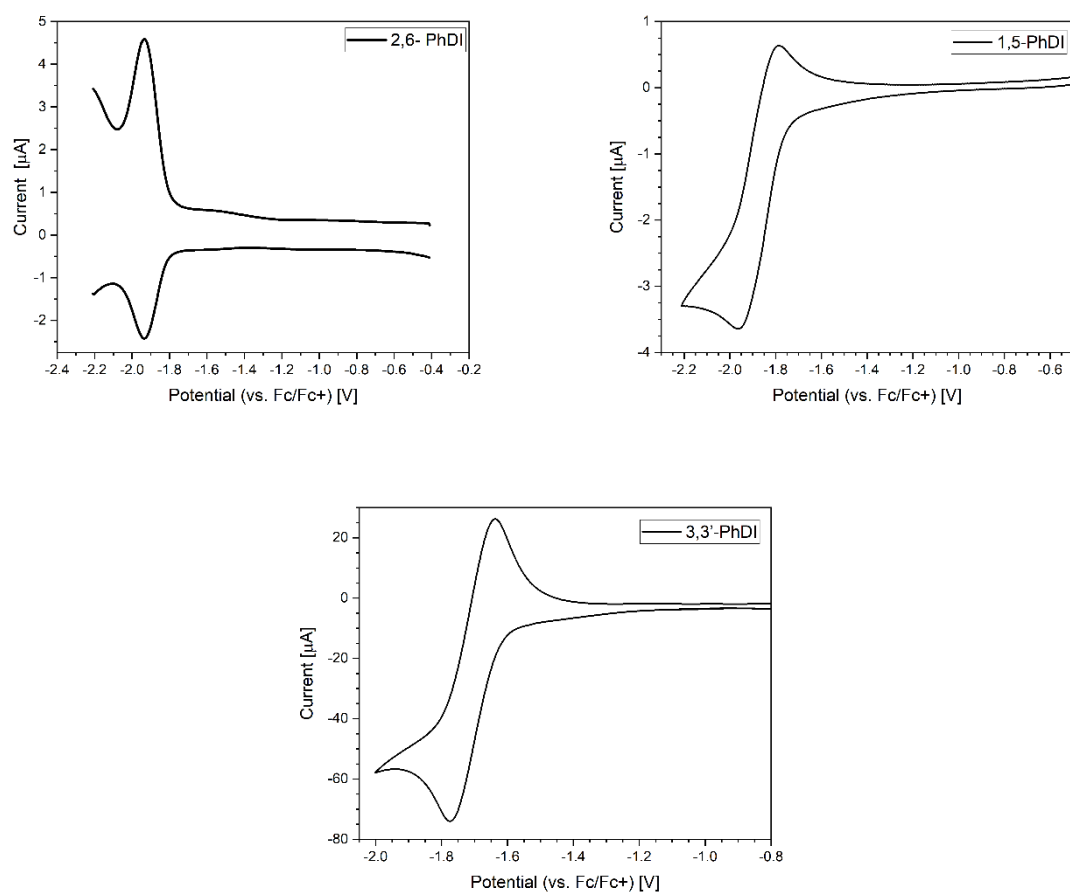 2,6- PhDI
5
4
3
2
1
0
-1
-2
Current [µA]
-2.4 -2.2 -2.0 -1.8 -1.6 -1.4 -1.2 -1.0 -0.8 -0.6 -0.4 -0.2
Potential (vs. Fc/Fc+) [V]
1,5-PhDI
1
0
-1
-2
-3
-4
Current [µA]
-2.2 -2.0 -1.8 -1.6 -1.4 -1.2 -1.0 -0.8 -0.6
Potential (vs. Fc/Fc+) [V]
3,3'-PhDI
20
0
-20
-40
-60
-80
Current [µA]
-2.0 -1.8 -1.6 -1.4 -1.2 -1.0 -0.8
Potential (vs. Fc/Fc+) [V]